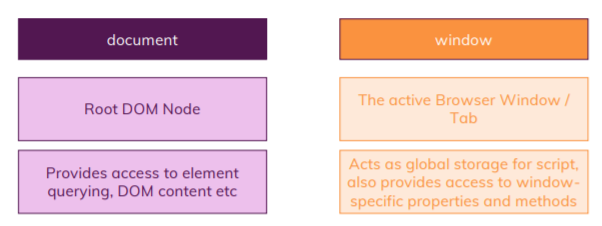 document
window
Root DOM Node
The active Browser Window /
Tab
Provides access to element
querying, DOM content etc
Acts as global storage for script,
also provides access to window-
specific properties and methods